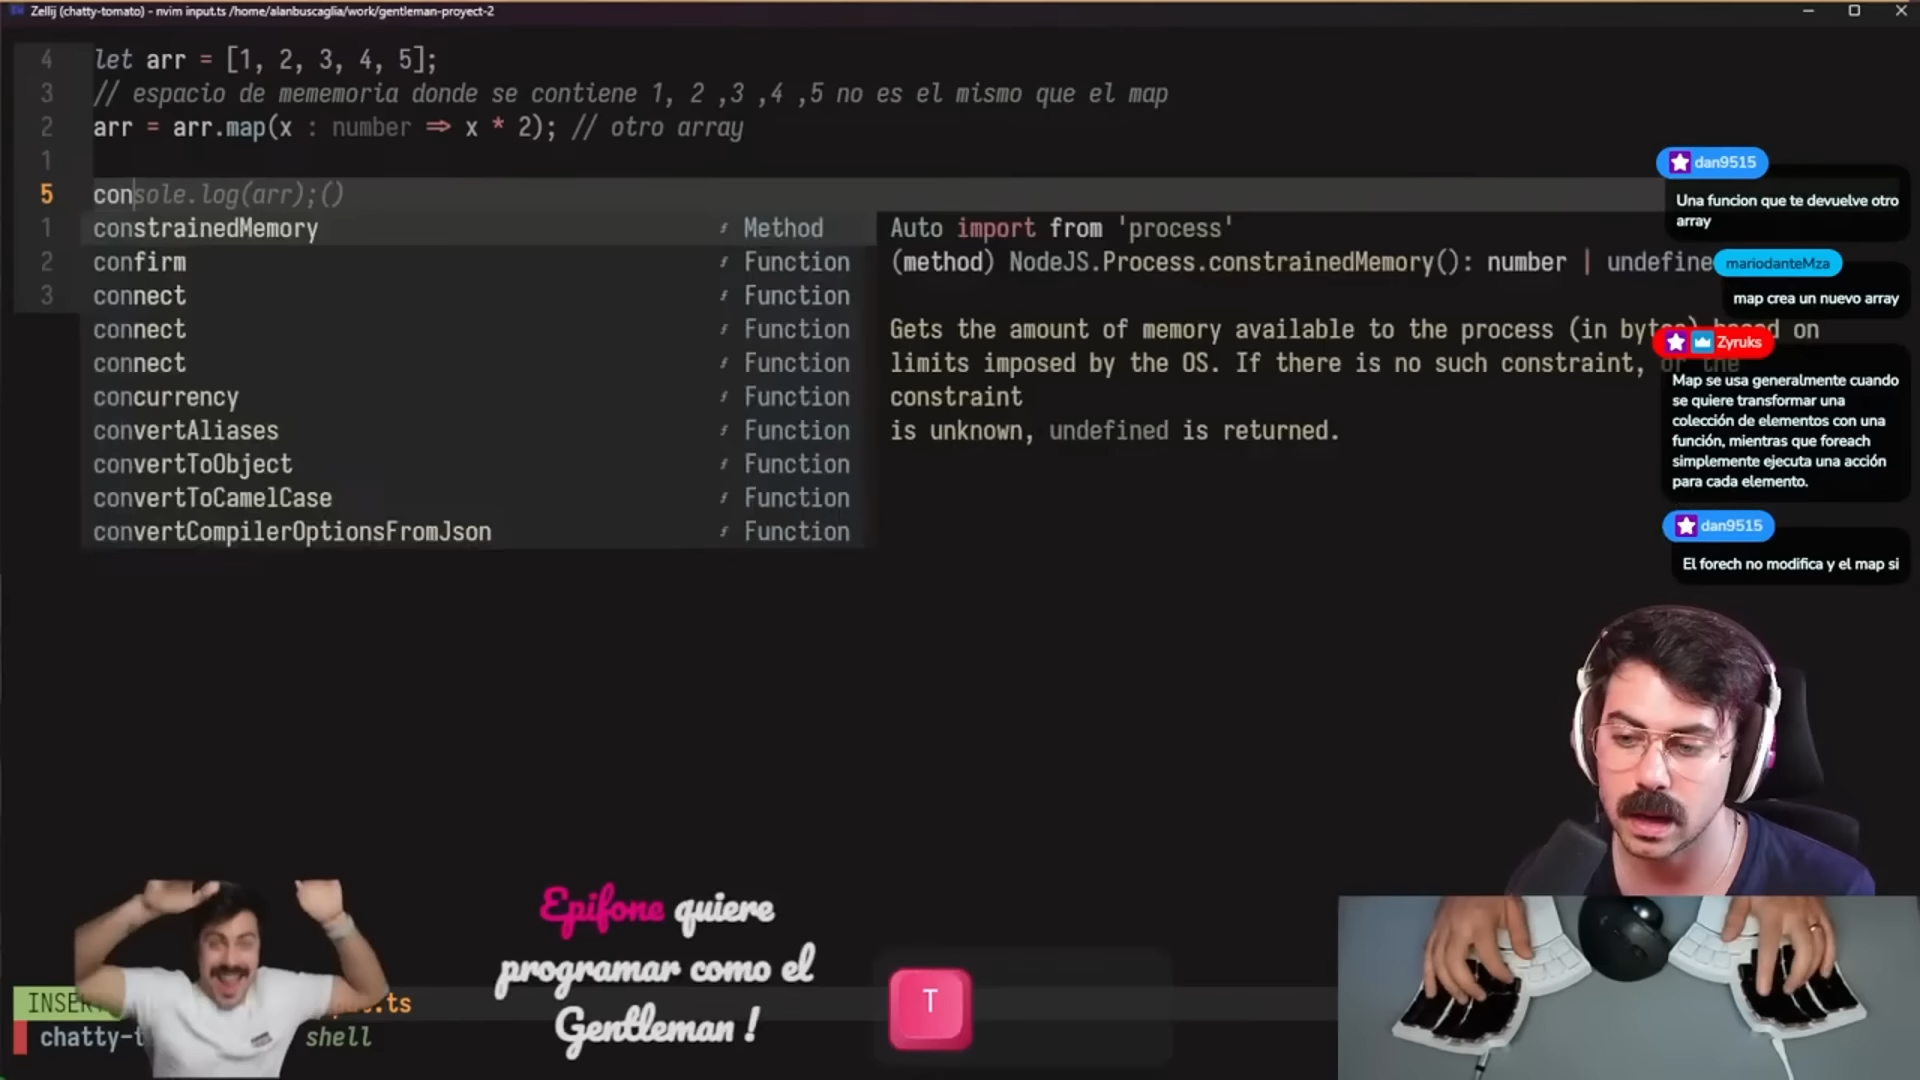 Zellij (chatty-tomato) - nvim input.ts /home/alanbuscaglia/work/gentleman-proyect-2
4 let arr = [1, 2, 3, 4, 5];
3 // espacio de mememoria donde se contiene 1, 2 ,3 ,4 ,5 no es el mismo que el map
2 arr = arr.map(x : number => x * 2); // otro array
1
5 console.log(arr);()
1 constrainedMemory Method
2 confirm Function
3 connect Function
connect Function
connect Function
concurrency Function
convertAliases Function
convertToObject Function
convertToCamelCase Function
convertCompilerOptionsFromJson Function
Auto import from 'process'
(method) NodeJS.Process.constrainedMemory(): number | undefine
Gets the amount of memory available to the process (in bytes) based on
limits imposed by the OS. If there is no such constraint, or the
constraint
is unknown, undefined is returned.
dan9515
Una funcion que te devuelve otro
array
mariodanteMza
map crea un nuevo array
Zyruks
Map se usa generalmente cuando
se quiere transformar una
colección de elementos con una
función, mientras que foreach
simplemente ejecuta una acción
para cada elemento.
dan9515
El forech no modifica y el map si
Epifone quiere
programar como el
Gentleman !
T
INSER .ts
chatty-t shell